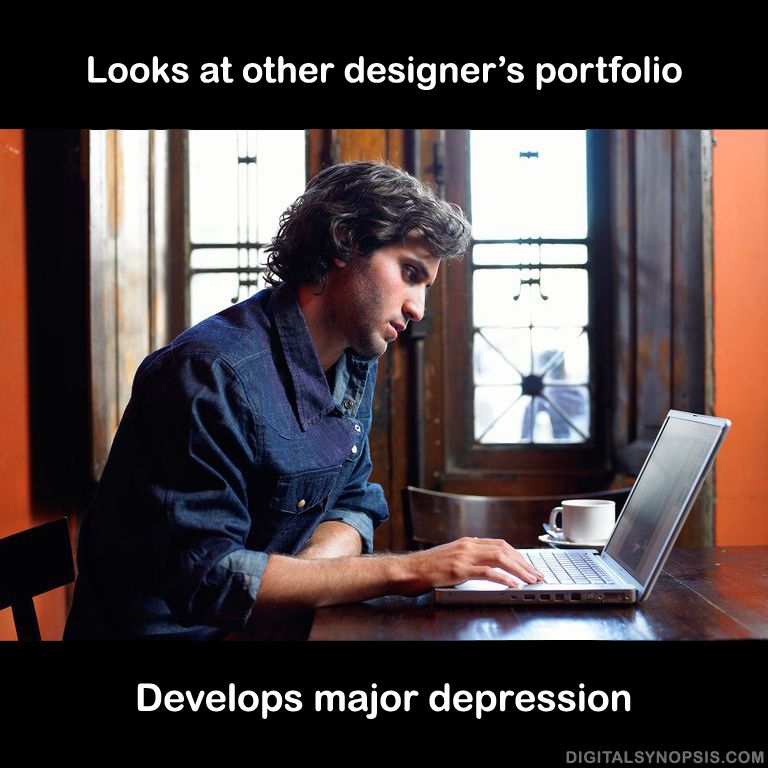 Looks at other designer’s portfolio
Develops major depression
DIGITALSYNOPSIS.COM